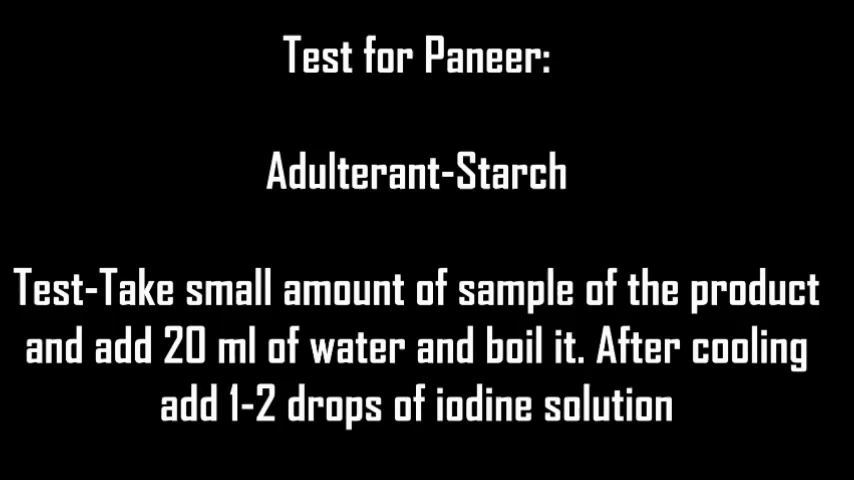 Test for Paneer:
Adulterant-Starch
Test-Take small amount of sample of the product
and add 20 ml of water and boil it. After cooling
add 1-2 drops of iodine solution